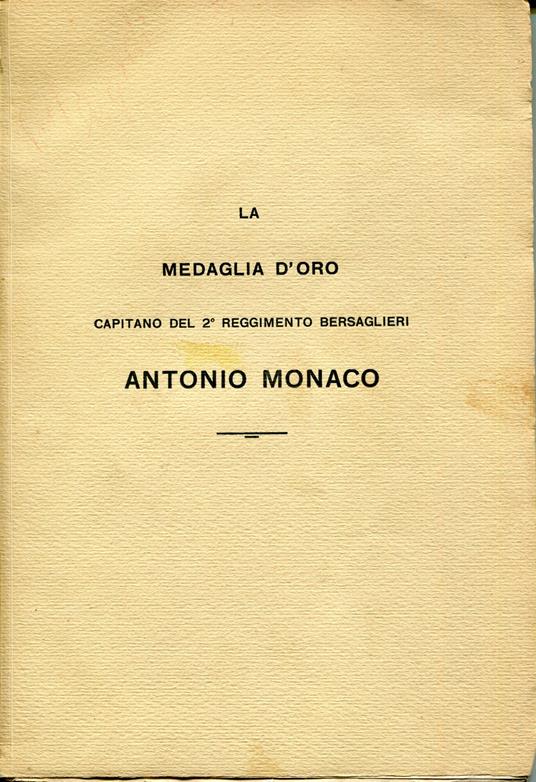 LA
MEDAGLIA D'ORO
CAPITANO DEL 2° REGGIMENTO BERSAGLIERI
ANTONIO MONACO